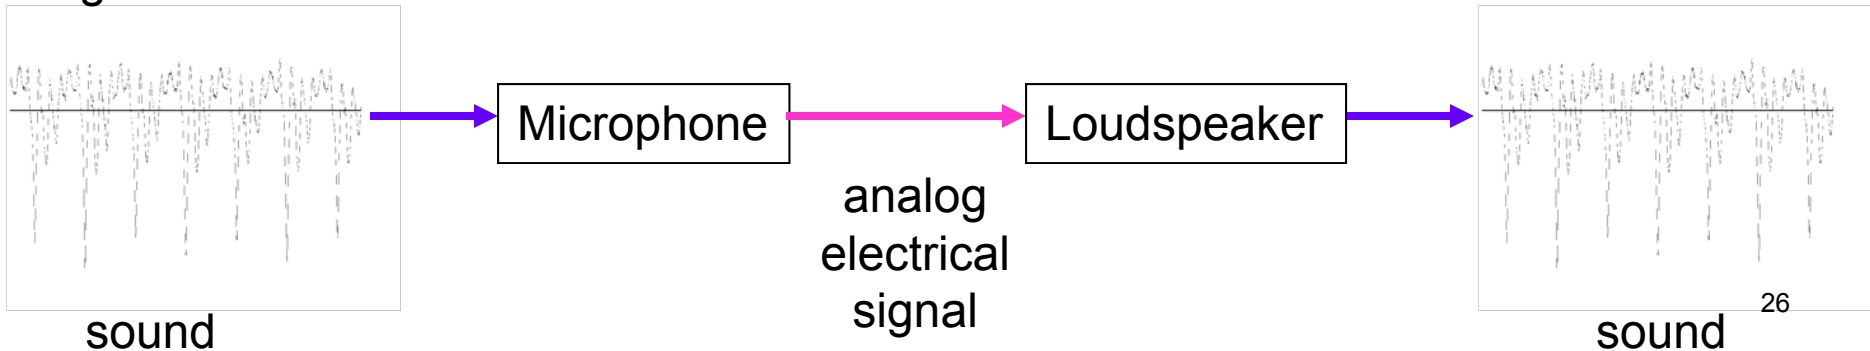 Microphone
Loudspeaker
analog
electrical
signal
26
sound
sound